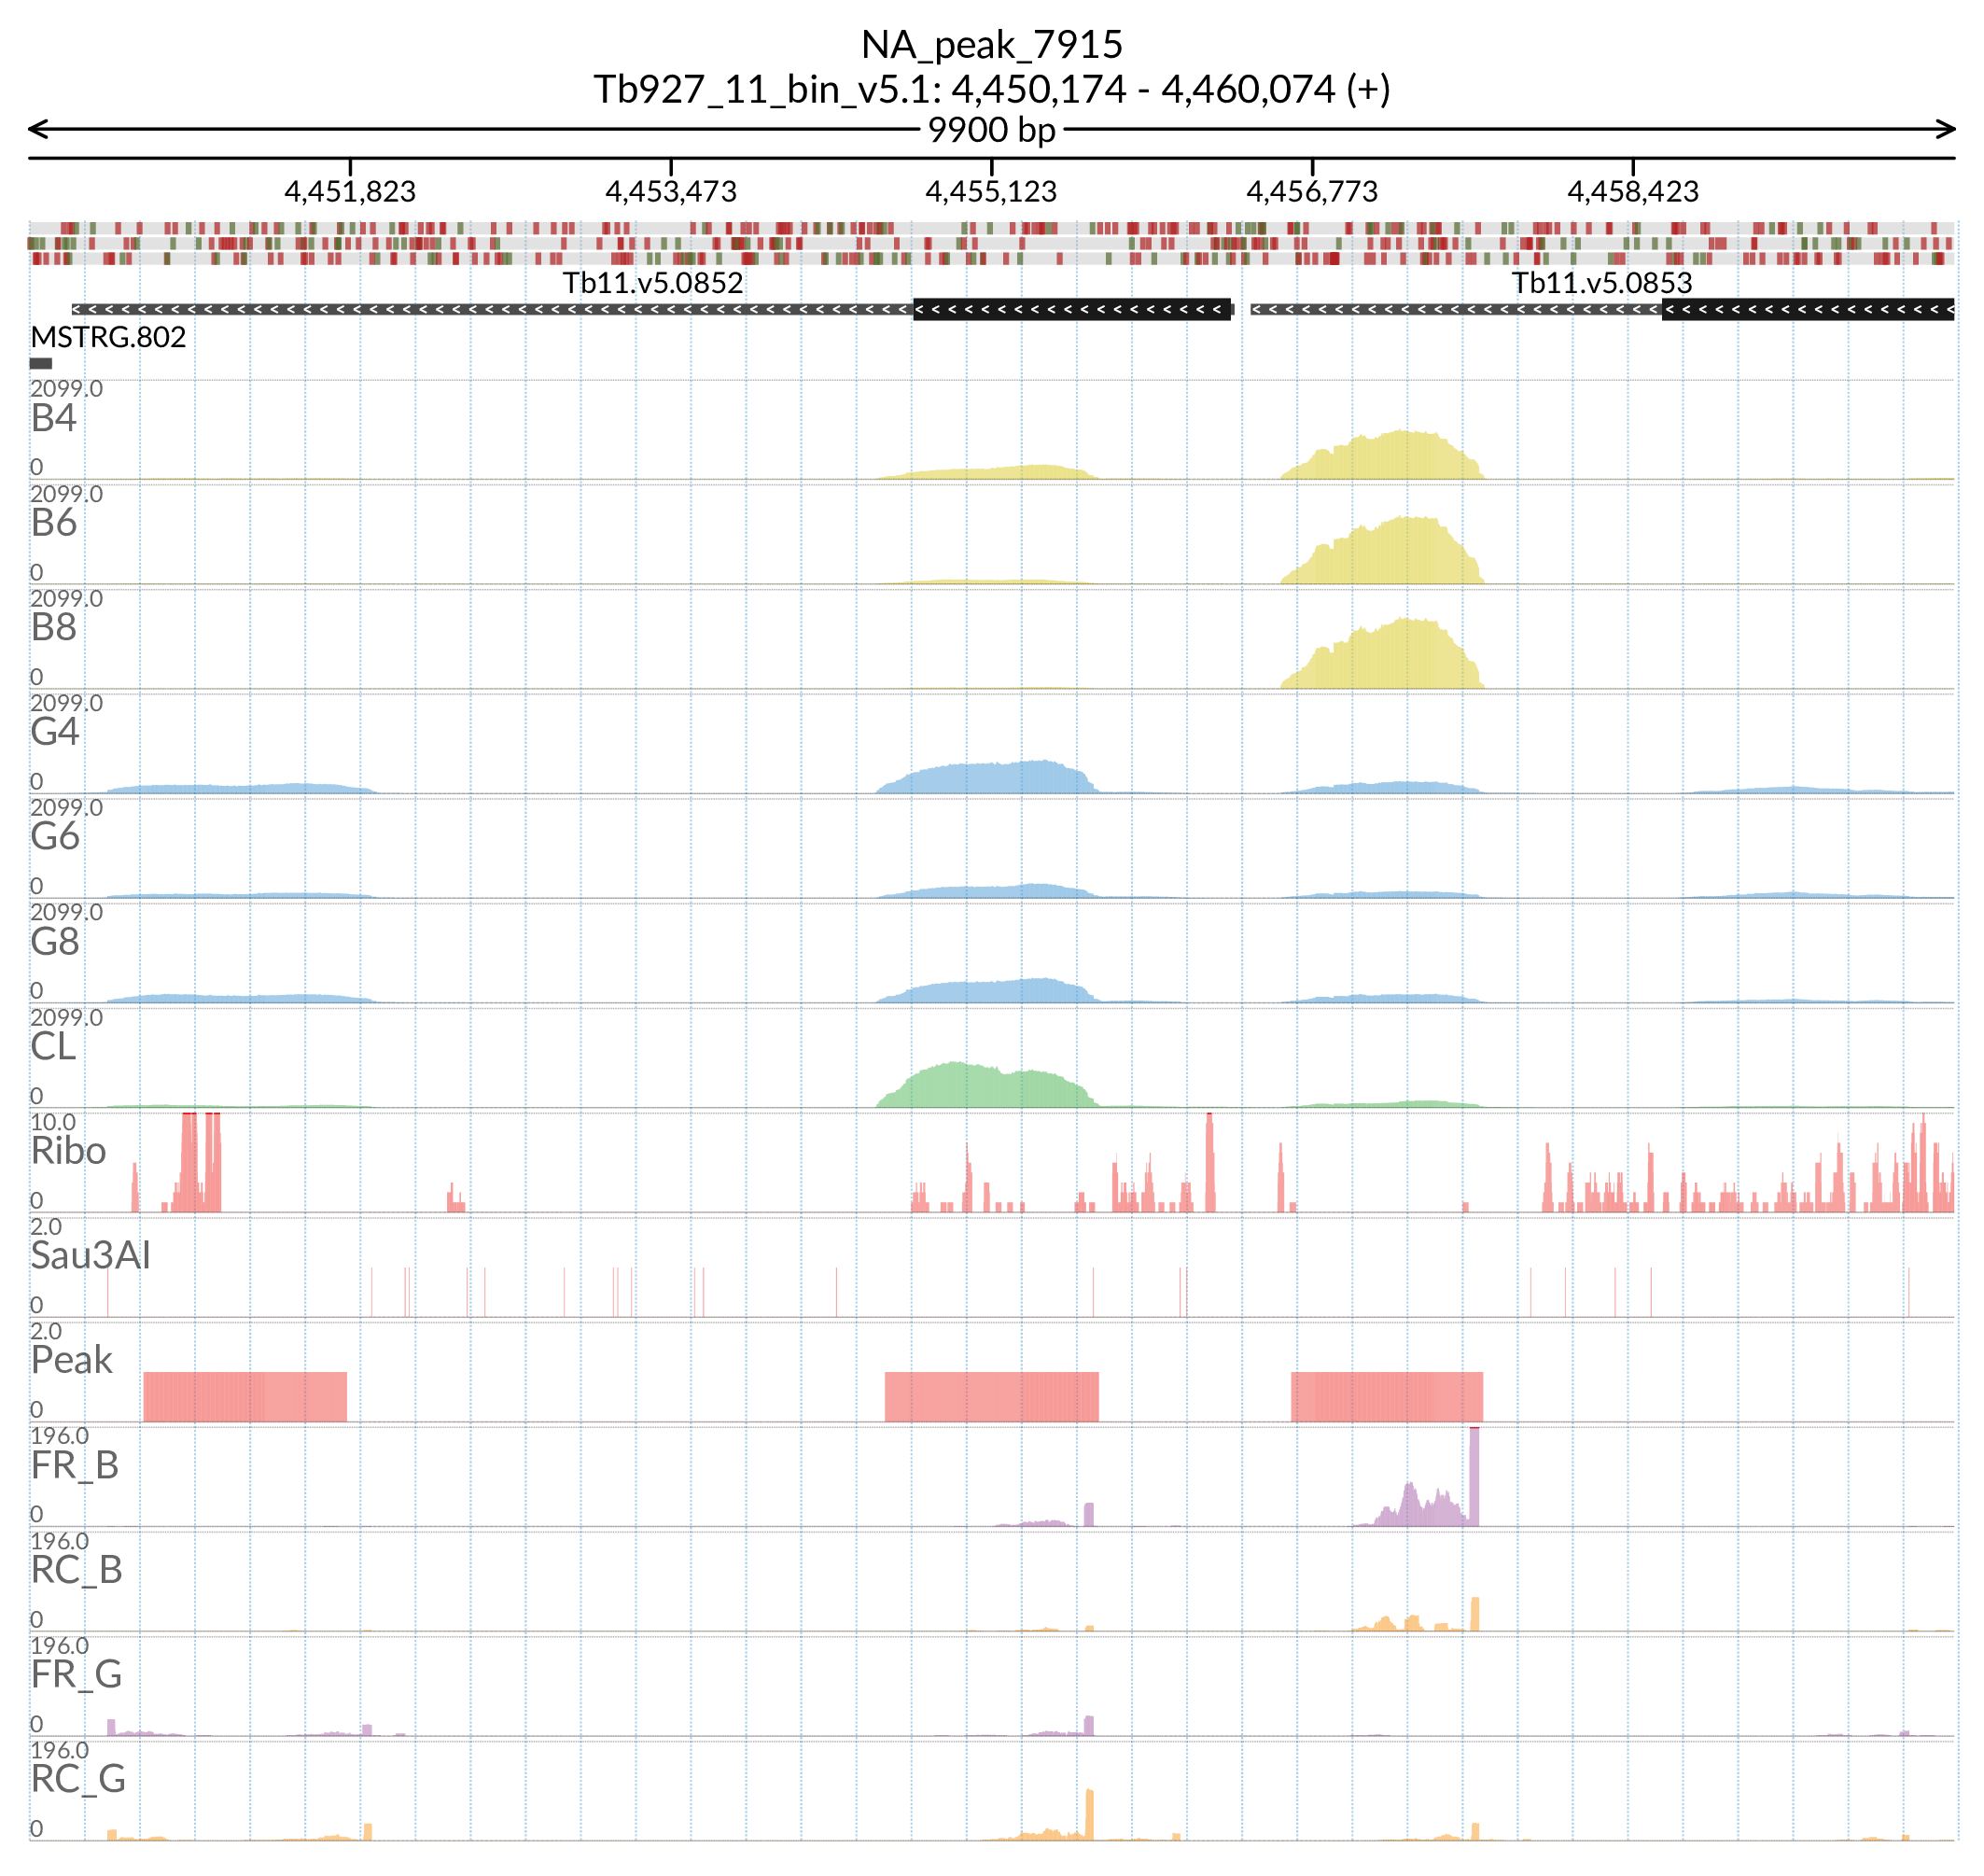 NA_peak_7915
Tb927_11_bin_v5.1: 4,450,174 - 4,460,074 (+)
9900 bp
4,451,823 4,453,473 4,455,123 4,456,773 4,458,423
Tb11.v5.0852 Tb11.v5.0853
MSTRG.802
2099.0
B4
0
2099.0
B6
0
2099.0
B8
0
2099.0
G4
0
2099.0
G6
0
2099.0
G8
0
2099.0
CL
0
10.0
Ribo
0
2.0
Sau3AI
0
2.0
Peak
0
196.0
FR_B
0
196.0
RC_B
0
196.0
FR_G
0
196.0
RC_G
0